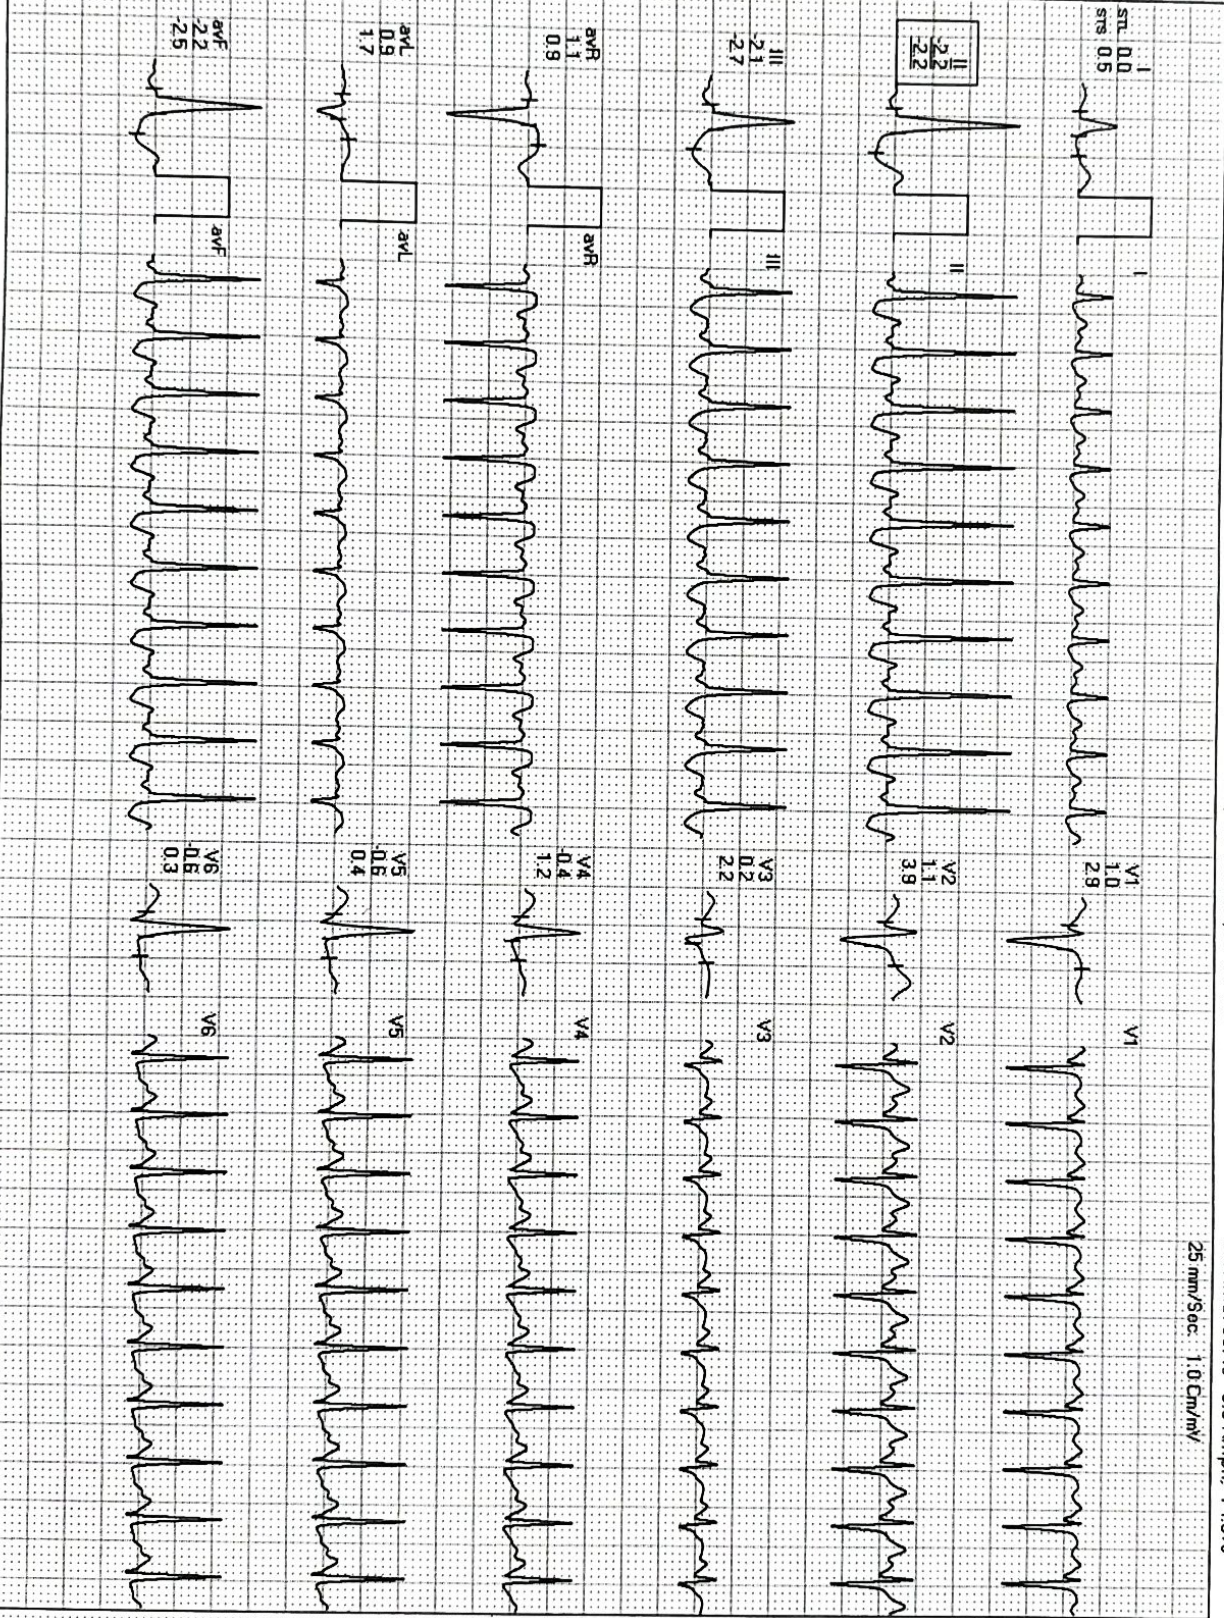 25 mm/Sec. 1.0 Cm/mV
I
STL 0.0
STS 0.5
I
V1
1.0
2.9
V1
II
-2.2
-2.2
II
V2
1.1
3.9
V2
III
-2.1
-2.7
III
V3
0.2
2.2
V3
avR
1.1
0.9
avR
V4
-0.4
1.2
V4
avL
0.9
1.7
avL
V5
-0.6
0.4
V5
avF
-2.2
-2.5
avF
V6
-0.6
0.3
V6